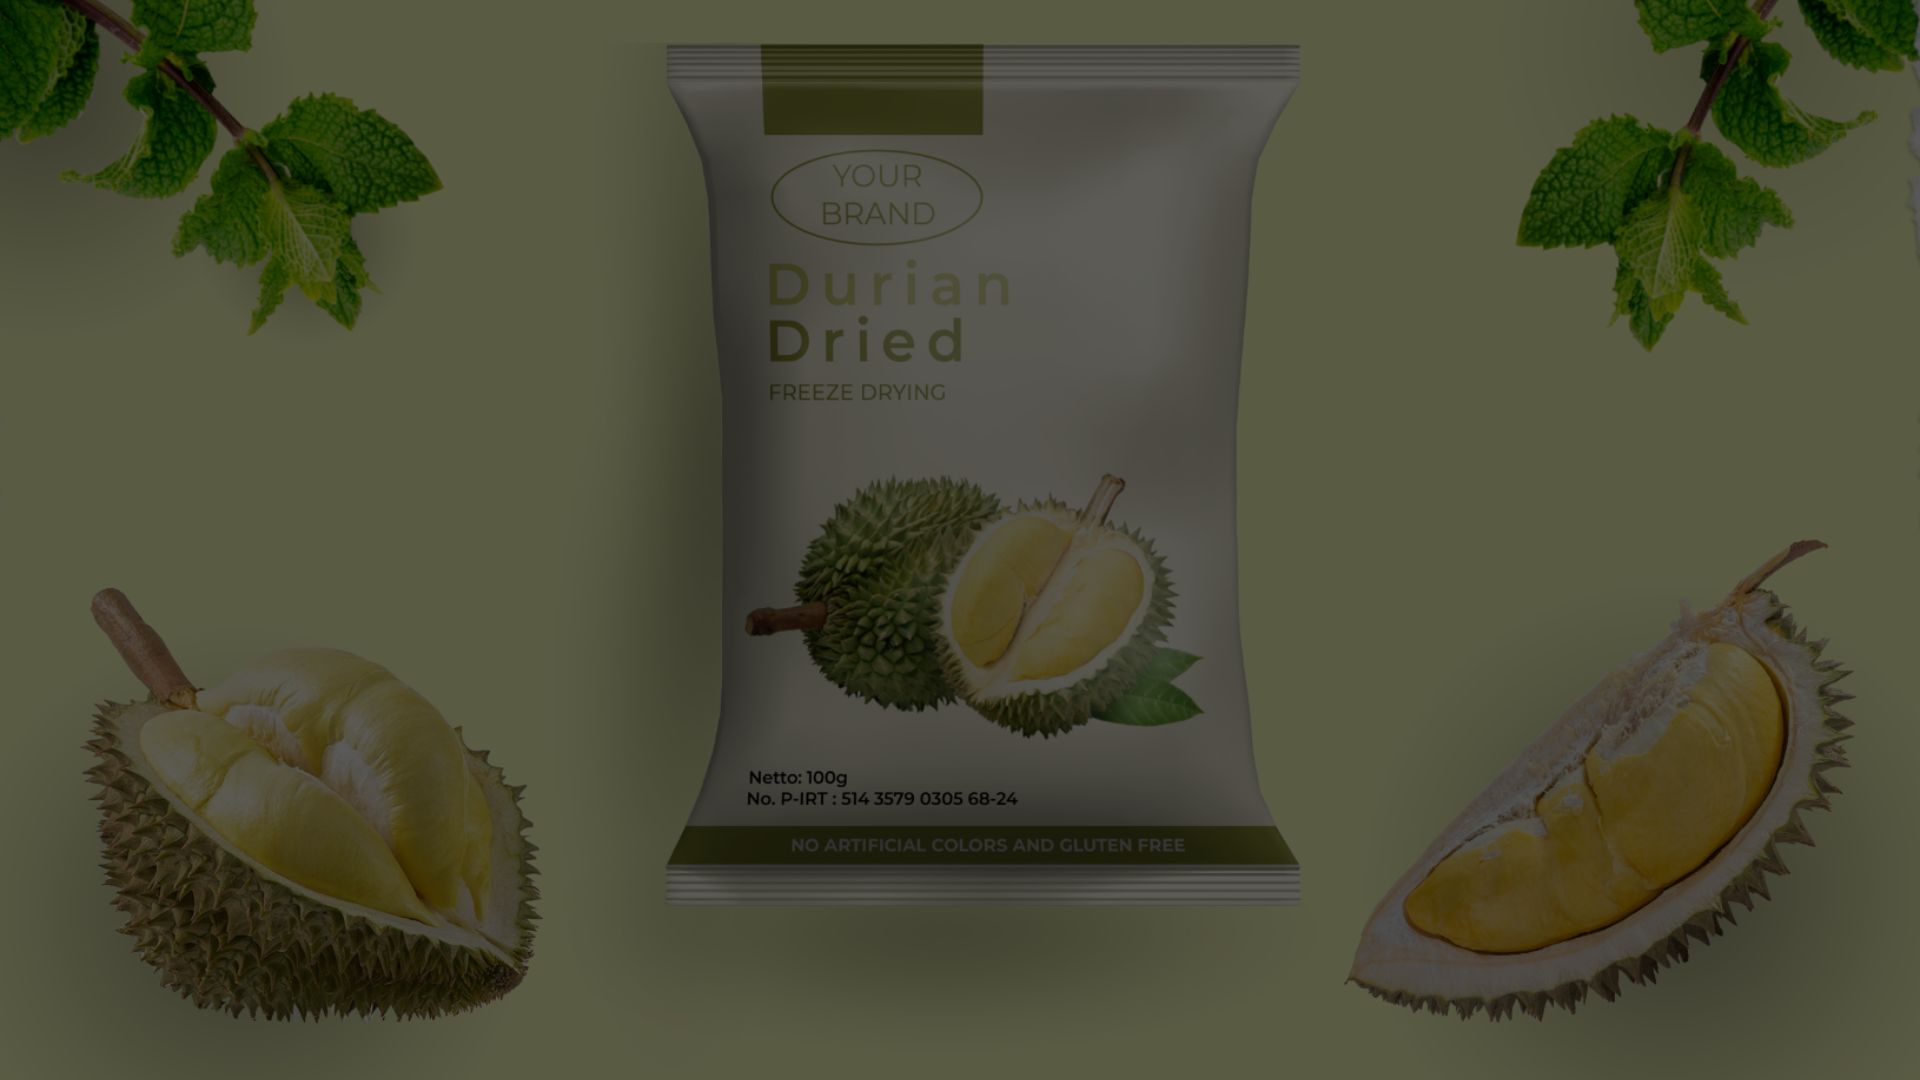 YOUR
BRAND
Durian
Dried
FREEZE DRYING
Netto: 100g
No. P-IRT : 514 3579 0305 68-24
NO ARTIFICIAL COLORS AND GLUTEN FREE